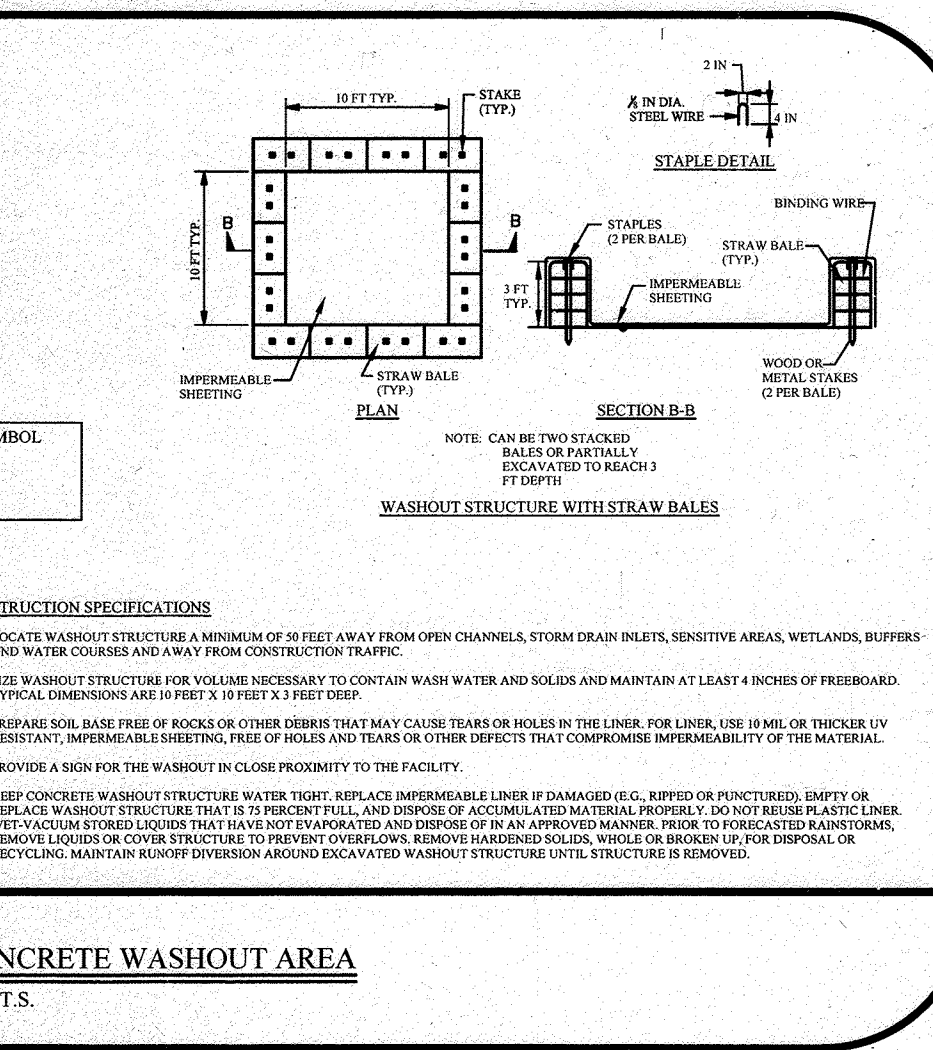 10 FT TYP.
STAKE
(TYP.)
10 FT TYP.
B
B
IMPERMEABLE
SHEETING
STRAW BALE
(TYP.)
PLAN
2 IN
IN DIA.
STEEL WIRE
4 IN
STAPLE DETAIL
BINDING WIRE
STAPLES
(2 PER BALE)
STRAW BALE
(TYP.)
3 FT
TYP.
IMPERMEABLE
SHEETING
WOOD OR
METAL STAKES
(2 PER BALE)
SECTION B-B
NOTE: CAN BE TWO STACKED
BALES OR PARTIALLY
EXCAVATED TO REACH 3
FT DEPTH
WASHOUT STRUCTURE WITH STRAW BALES
MBOL
TRUCTION SPECIFICATIONS
OCATE WASHOUT STRUCTURE A MINIMUM OF 50 FEET AWAY FROM OPEN CHANNELS, STORM DRAIN INLETS, SENSITIVE AREAS, WETLANDS, BUFFERS
ND WATER COURSES AND AWAY FROM CONSTRUCTION TRAFFIC.
IZE WASHOUT STRUCTURE FOR VOLUME NECESSARY TO CONTAIN WASH WATER AND SOLIDS AND MAINTAIN AT LEAST 4 INCHES OF FREEBOARD.
YPICAL DIMENSIONS ARE 10 FEET X 10 FEET X 3 FEET DEEP.
REPARE SOIL BASE FREE OF ROCKS OR OTHER DEBRIS THAT MAY CAUSE TEARS OR HOLES IN THE LINER. FOR LINER, USE 10 MIL OR THICKER UV
ESISTANT, IMPERMEABLE SHEETING, FREE OF HOLES AND TEARS OR OTHER DEFECTS THAT COMPROMISE IMPERMEABILITY OF THE MATERIAL.
ROVIDE A SIGN FOR THE WASHOUT IN CLOSE PROXIMITY TO THE FACILITY.
EEP CONCRETE WASHOUT STRUCTURE WATER TIGHT. REPLACE IMPERMEABLE LINER IF DAMAGED (E.G., RIPPED OR PUNCTURED). EMPTY OR
EPLACE WASHOUT STRUCTURE THAT IS 75 PERCENT FULL, AND DISPOSE OF ACCUMULATED MATERIAL PROPERLY. DO NOT REUSE PLASTIC LINER.
ET-VACUUM STORED LIQUIDS THAT HAVE NOT EVAPORATED AND DISPOSE OF IN AN APPROVED MANNER. PRIOR TO FORECASTED RAINSTORMS,
EMOVE LIQUIDS OR COVER STRUCTURE TO PREVENT OVERFLOWS. REMOVE HARDENED SOLIDS, WHOLE OR BROKEN UP, FOR DISPOSAL OR
ECYCLING. MAINTAIN RUNOFF DIVERSION AROUND EXCAVATED WASHOUT STRUCTURE UNTIL STRUCTURE IS REMOVED.
NCRETE WASHOUT AREA
T.S.